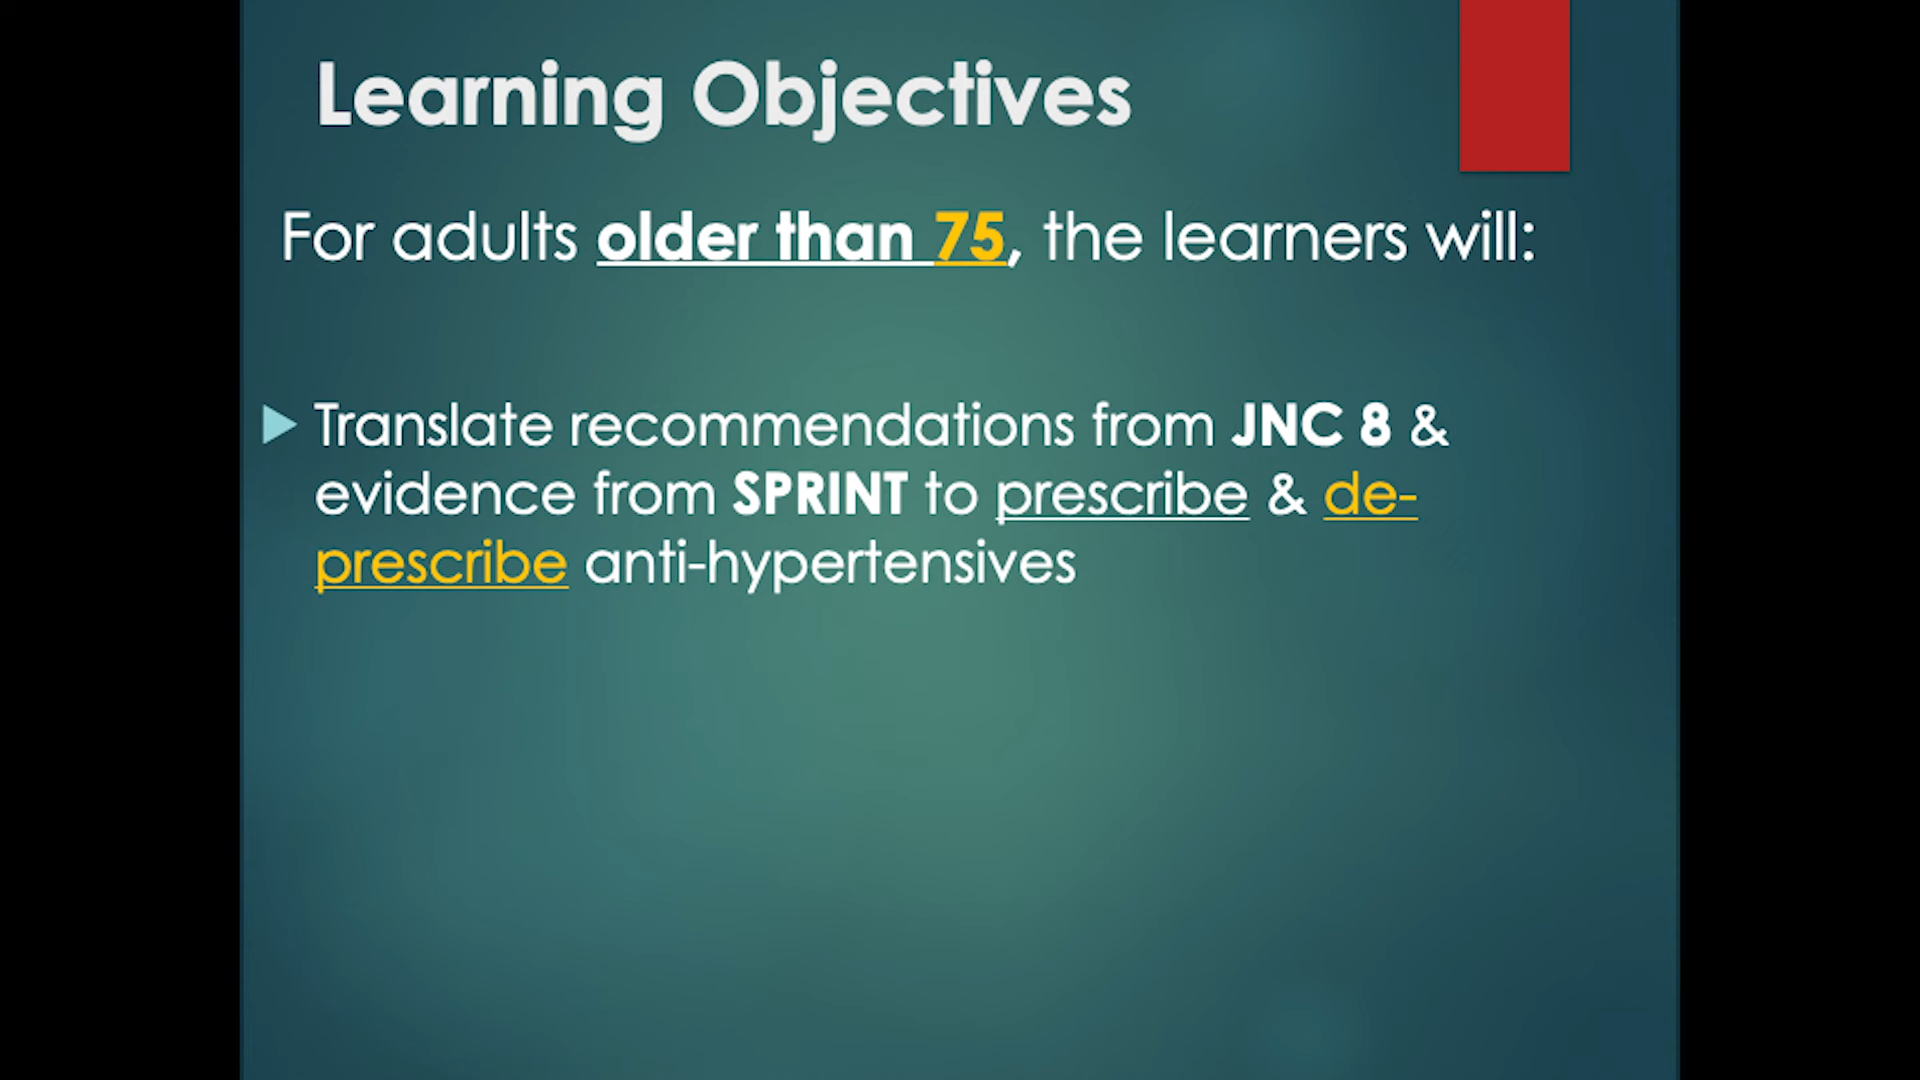 Learning Objectives
For adults older than 75, the learners will:
Translate recommendations from JNC 8 &
evidence from SPRINT to prescribe & de-
prescribe anti-hypertensives